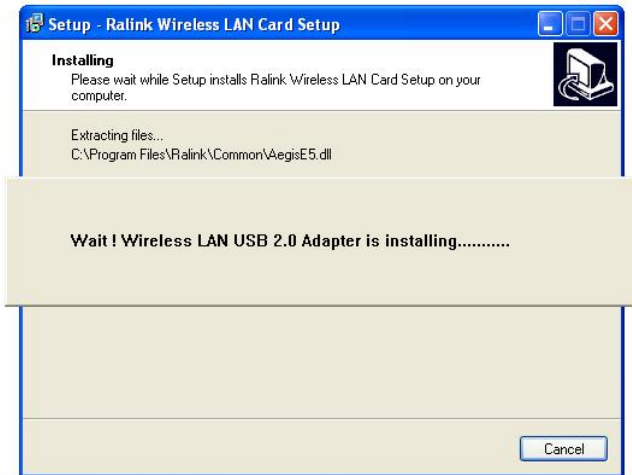 Setup - Ralink Wireless LAN Card Setup
Installing
Please wait while Setup installs Ralink Wireless LAN Card Setup on your
computer.
Extracting files...
C:\Program Files\Ralink\Common\AegisE5.dll
Wait ! Wireless LAN USB 2.0 Adapter is installing...........
Cancel